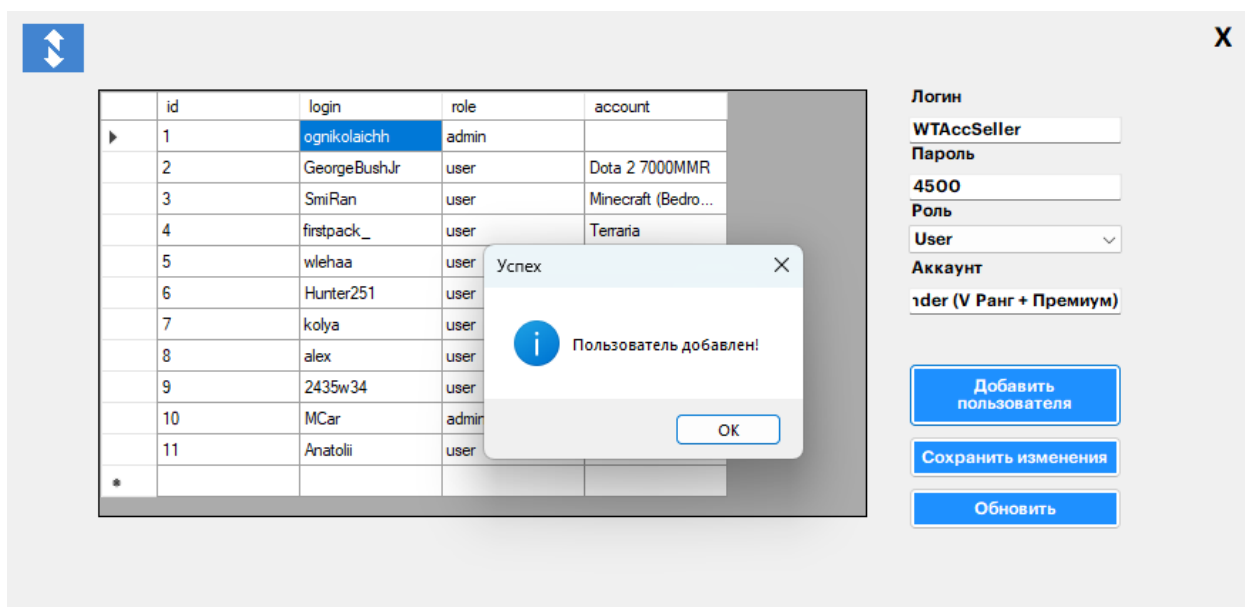 X
id login role account
1 ognikolaichh admin
2 GeorgeBushJr user Dota 2 7000MMR
3 SmiRan user Minecraft (Bedro...
4 firstpack_ user Terraria
5 wlehaa user
6 Hunter251 user
7 kolya user
8 alex user
9 2435w34 user
10 MCar admin
11 Anatolii user
Успех
Пользователь добавлен!
OK
Логин
WTAccSeller
Пароль
4500
Роль
User
Аккаунт
nder (V Ранг + Премиум)
Добавить
пользователя
Сохранить изменения
Обновить